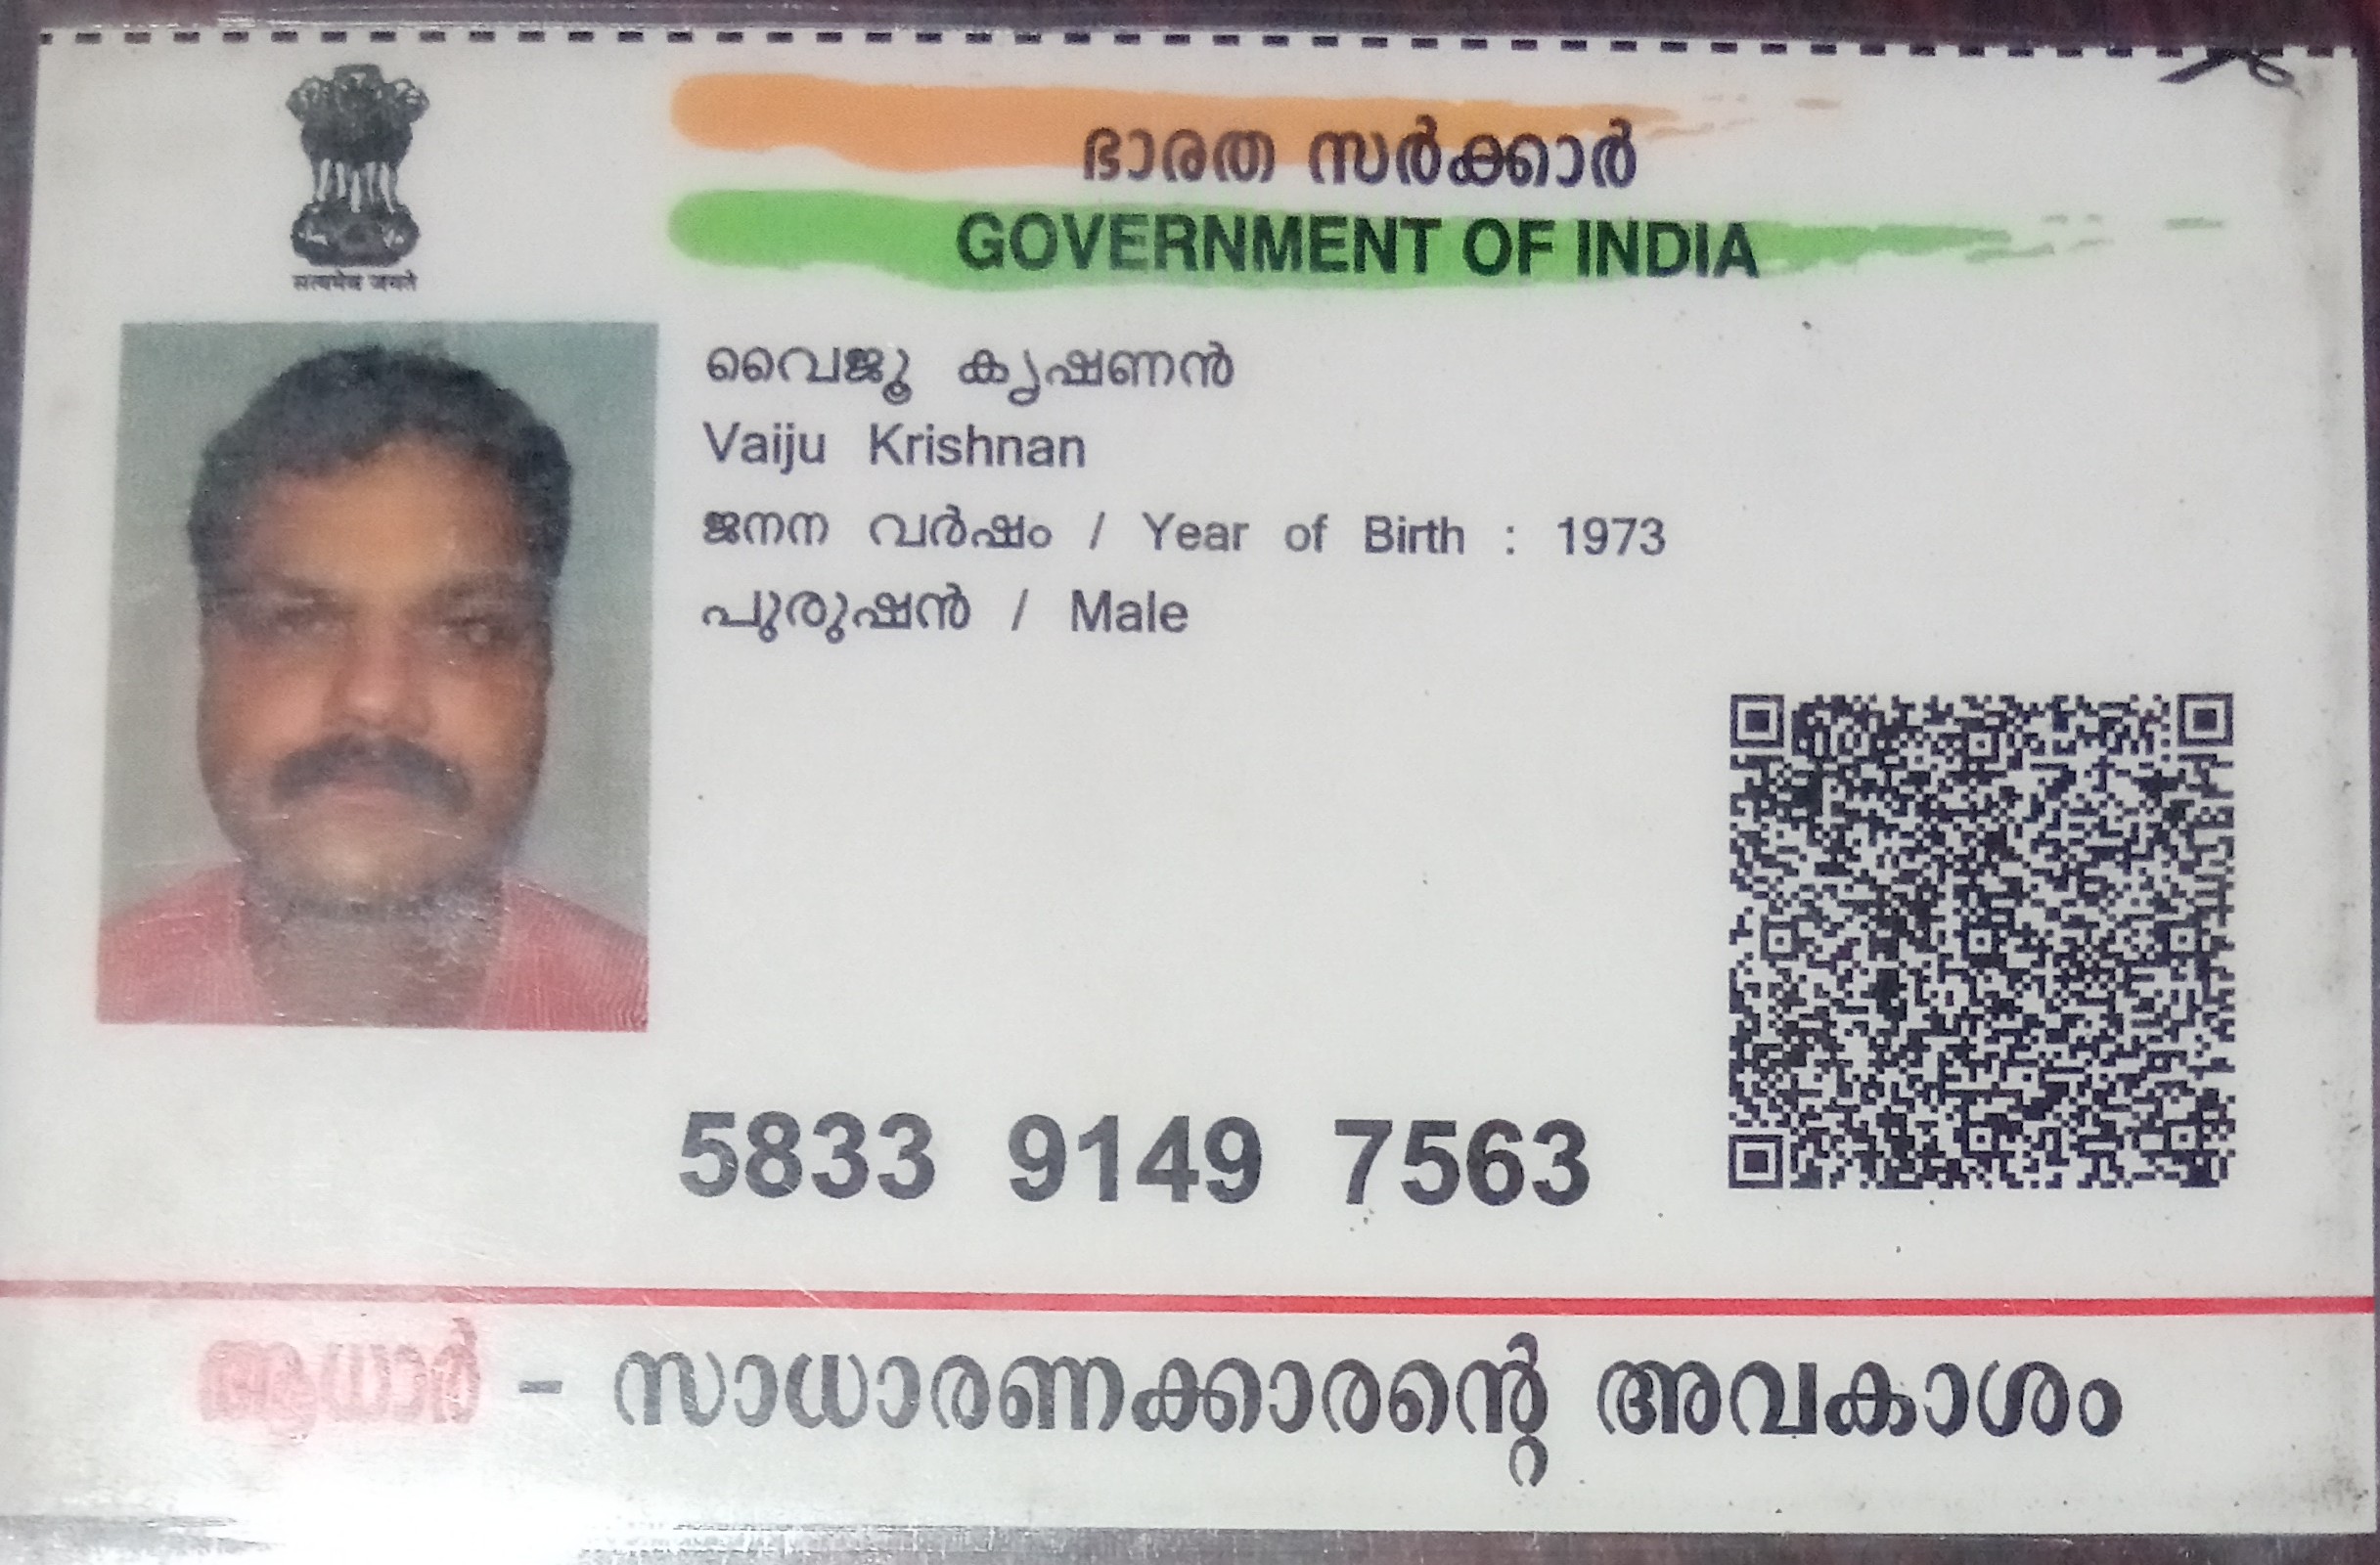 सत्यमेव जयते
ഭാരത സർക്കാർ
GOVERNMENT OF INDIA
വൈജൂ കൃഷണൻ
Vaiju Krishnan
ജനന വർഷം / Year of Birth : 1973
പുരുഷൻ / Male
5833 9149 7563
ആധാർ - സാധാരണക്കാരന്റെ അവകാശം